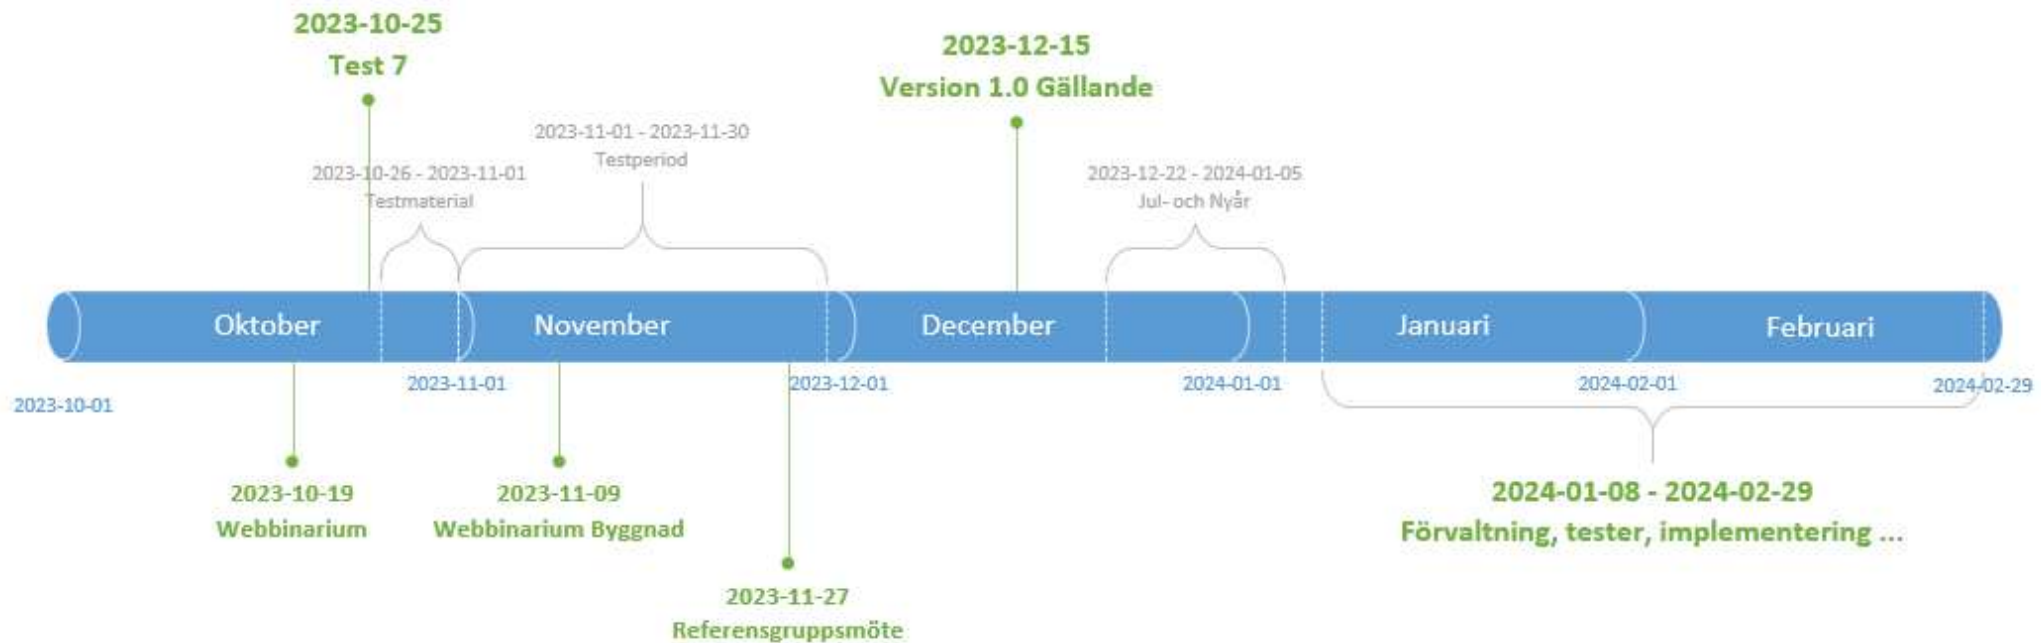 2023-10-25
Test 7
2023-12-15
Version 1.0 Gällande
2023-11-01 - 2023-11-30
Testperiod
2023-10-26 - 2023-11-01
Testmaterial
2023-12-22 - 2024-01-05
Jul- och Nyår
Oktober
November
December
Januari
Februari
2023-10-01
2023-11-01
2023-12-01
2024-01-01
2024-02-01
2024-02-29
2023-10-19
Webbinarium
2023-11-09
Webbinarium Byggnad
2023-11-27
Referensgruppsmöte
2024-01-08 - 2024-02-29
Förvaltning, tester, implementering ...